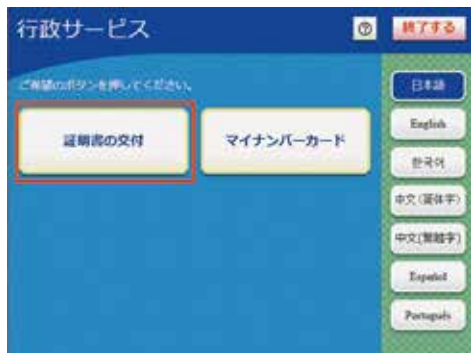 行政サービス
?
終了する
ご希望のボタンを押してください。
証明書の交付
マイナンバーカード
日本語
English
한국어
中文(简体字)
中文(繁體字)
Español
Português